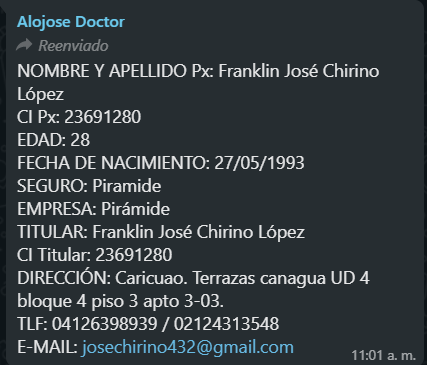 Alojose Doctor
Reenviado
NOMBRE Y APELLIDO Px: Franklin José Chirino
López
CI Px: 23691280
EDAD: 28
FECHA DE NACIMIENTO: 27/05/1993
SEGURO: Piramide
EMPRESA: Pirámide
TITULAR: Franklin José Chirino López
CI Titular: 23691280
DIRECCIÓN: Caricuao. Terrazas canagua UD 4
bloque 4 piso 3 apto 3-03.
TLF: 04126398939 / 02124313548
E-MAIL: josechirino432@gmail.com
11:01 a. m.